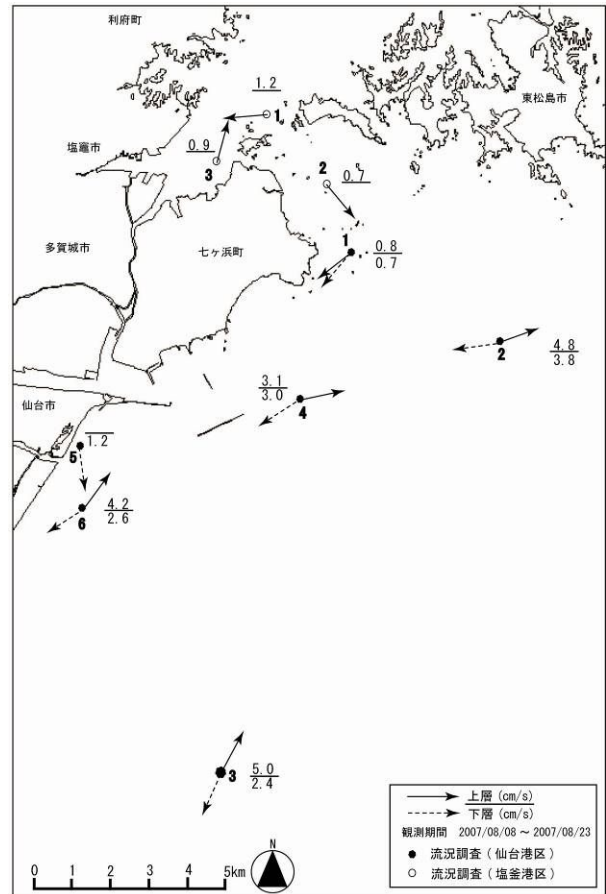 利府町
東松島市
1.2
1
塩竈市
0.9
3
2
0.7
多賀城市
七ヶ浜町
1
0.8
0.7
2
4.8
3.8
3.1
3.0
4
仙台市
1.2
5
4.2
2.6
6
5.0
2.4
3
上層 (cm/s)
下層 (cm/s)
観測期間 2007/08/08 ~ 2007/08/23
● 流況調査 ( 仙台港区 )
○ 流況調査 ( 塩釜港区 )
N
0 1 2 3 4 5km